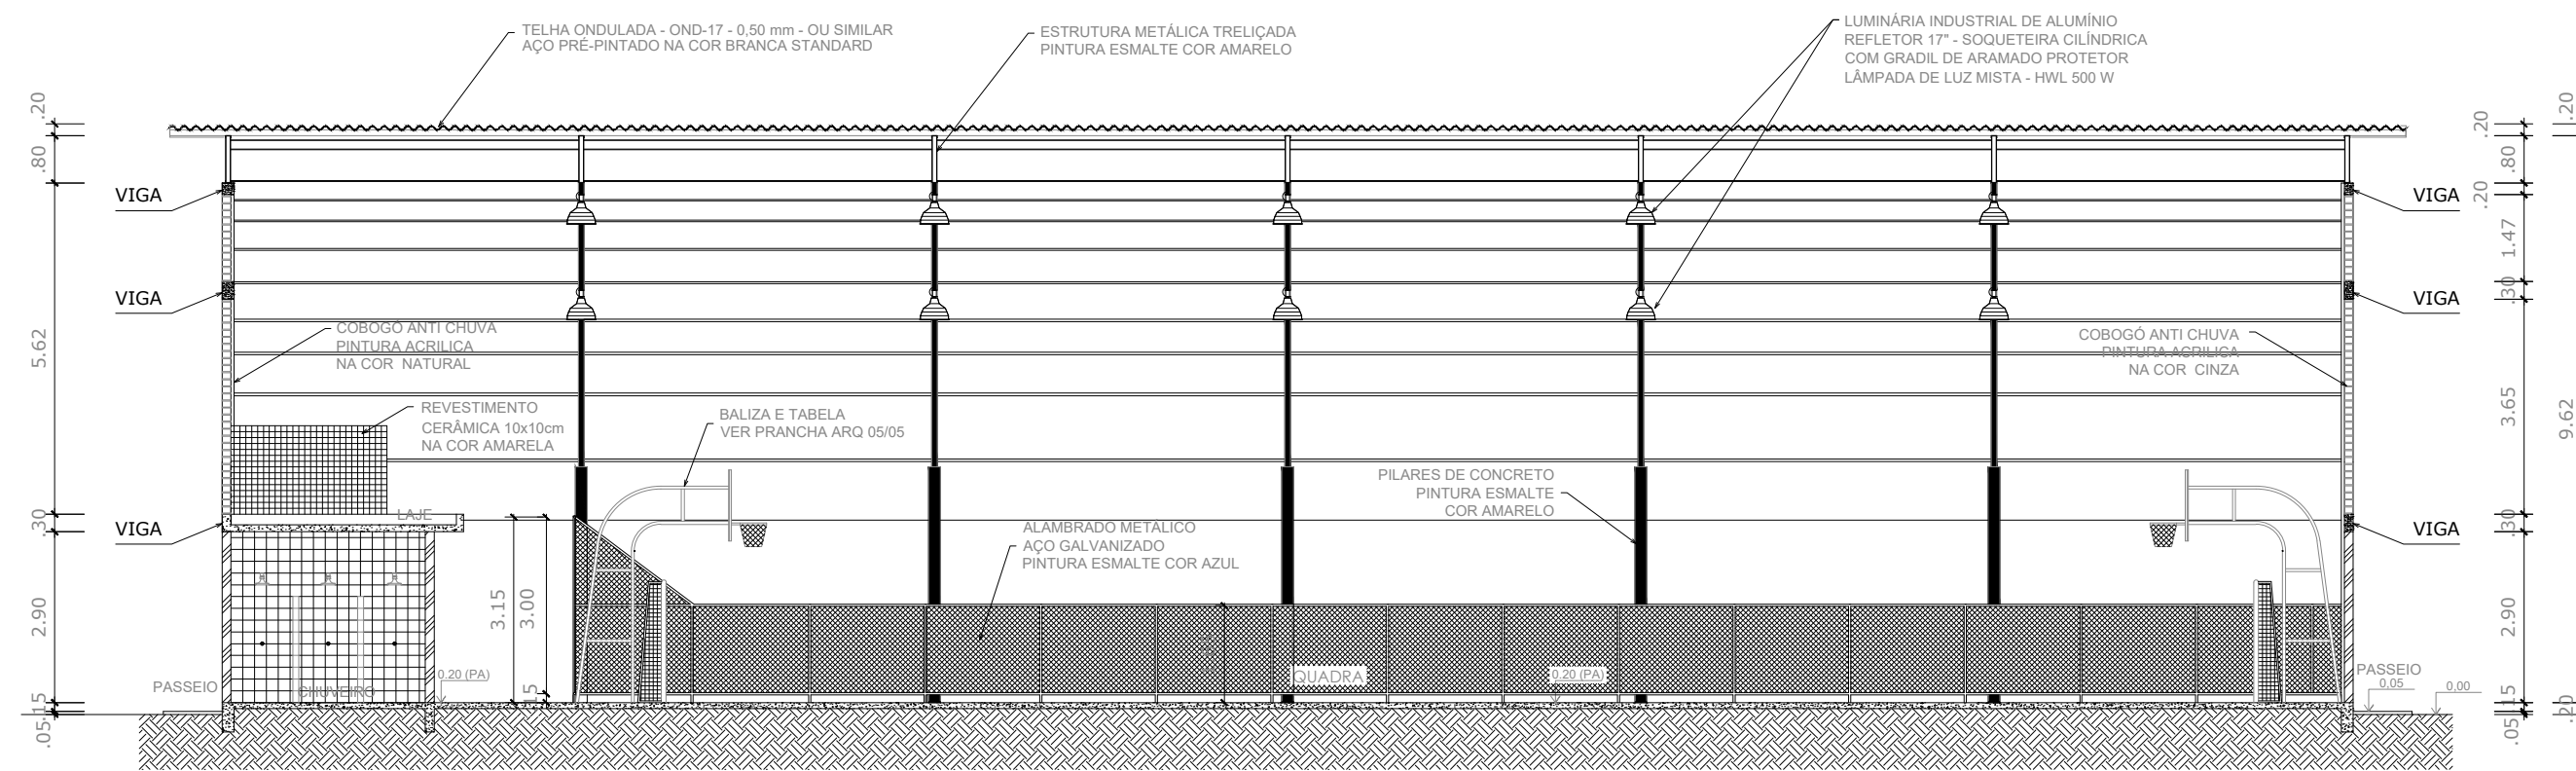 TELHA ONDULADA - OND-17 - 0,50 mm - OU SIMILAR
AÇO PRÉ-PINTADO NA COR BRANCA STANDARD
ESTRUTURA METÁLICA TRELIÇADA
PINTURA ESMALTE COR AMARELO
LUMINÁRIA INDUSTRIAL DE ALUMÍNIO
REFLETOR 17" - SOQUETEIRA CILÍNDRICA
COM GRADIL DE ARAMADO PROTETOR
LÂMPADA DE LUZ MISTA - HWL 500 W
.20
.80
5.62
.30
2.90
.15
.05
VIGA
VIGA
VIGA
COBOGÓ ANTI CHUVA
PINTURA ACRILICA
NA COR NATURAL
REVESTIMENTO
CERÂMICA 10x10cm
NA COR AMARELA
LAJE
CHUVEIRO
PASSEIO
0.20 (PA)
3.15
3.00
.15
BALIZA E TABELA
VER PRANCHA ARQ 05/05
ALAMBRADO METÁLICO
AÇO GALVANIZADO
PINTURA ESMALTE COR AZUL
QUADRA
PILARES DE CONCRETO
PINTURA ESMALTE
COR AMARELO
0.20 (PA)
COBOGÓ ANTI CHUVA
PINTURA ACRILICA
NA COR CINZA
VIGA
VIGA
VIGA
PASSEIO
0,05
0,00
.20
.80
.20
1.47
.30
3.65
.30
2.90
.15
.05
.20
9.62
.20